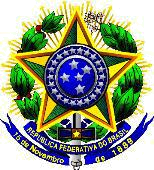 REPUBLICA FEDERATIVA DO BRASIL
15 de Novembro de 1889